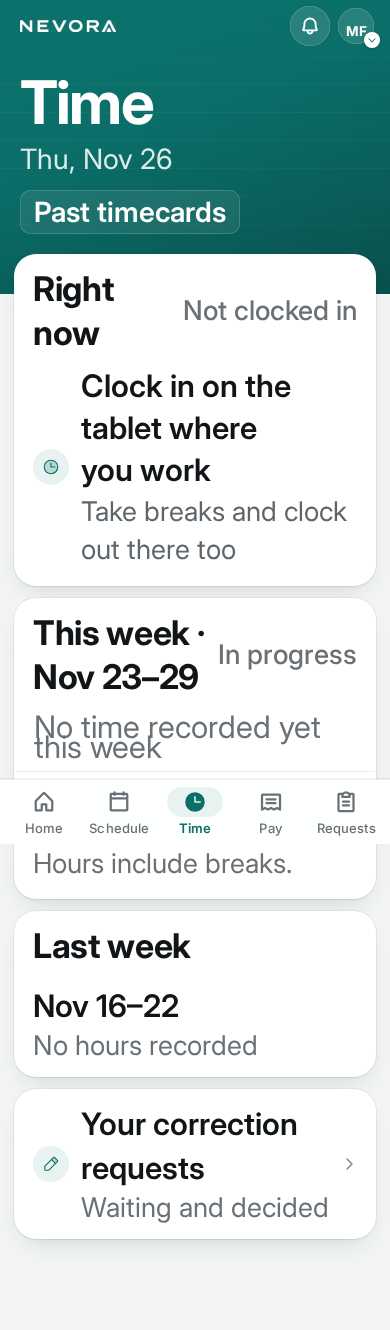 NEVORA
MF
Time
Thu, Nov 26
Past timecards
Right
now
Not clocked in
Clock in on the
tablet where
you work
Take breaks and clock
out there too
This week ·
Nov 23–29
In progress
No time recorded yet
this week
Home
Schedule
Time
Pay
Requests
Hours include breaks.
Last week
Nov 16–22
No hours recorded
Your correction
requests
Waiting and decided